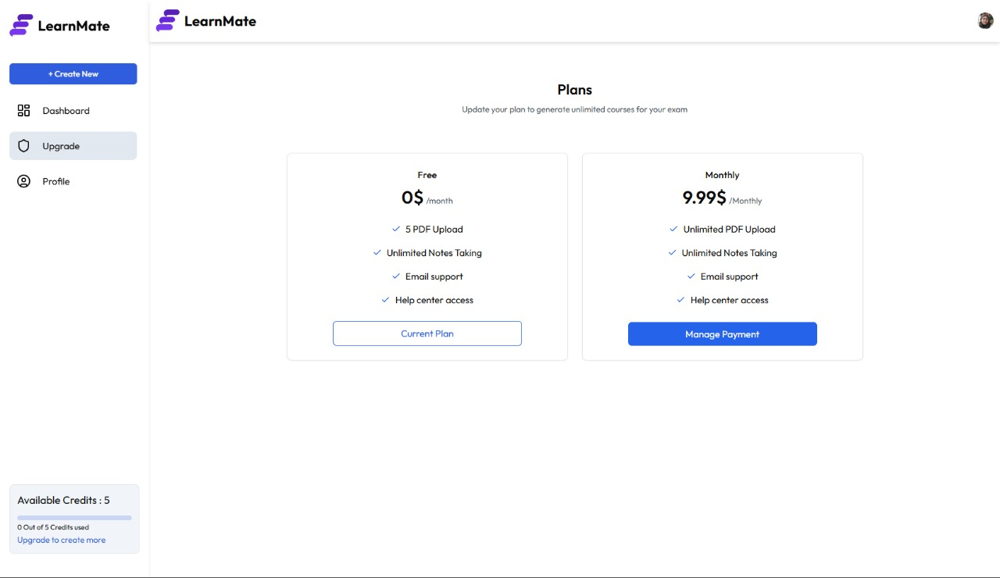 LearnMate
+ Create New
Dashboard
Upgrade
Profile
Available Credits : 5
0 Out of 5 Credits used
Upgrade to create more
LearnMate
Plans
Update your plan to generate unlimited courses for your exam
Free
0$ /month
5 PDF Upload
Unlimited Notes Taking
Email support
Help center access
Current Plan
Monthly
9.99$ /Monthly
Unlimited PDF Upload
Unlimited Notes Taking
Email support
Help center access
Manage Payment